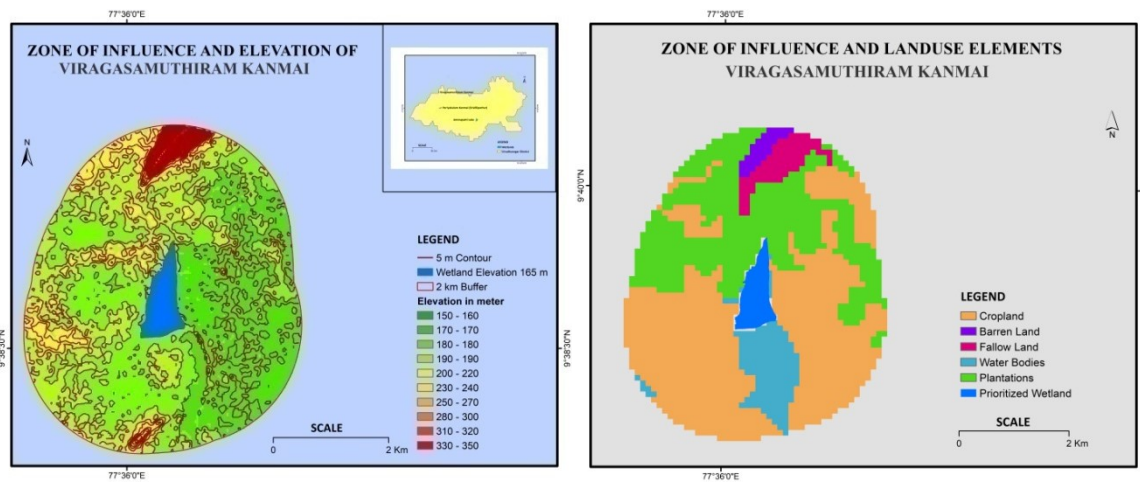 77°36'0"E
ZONE OF INFLUENCE AND ELEVATION OF
VIRAGASAMUTHIRAM KANMAI
N
9°38'30"N
LEGEND
5 m Contour
Wetland Elevation 165 m
2 km Buffer
Elevation in meter
150 - 160
170 - 170
180 - 180
190 - 190
200 - 220
230 - 240
250 - 270
280 - 300
310 - 320
330 - 350
SCALE
0 2 Km
77°36'0"E
77°36'0"E
ZONE OF INFLUENCE AND LANDUSE ELEMENTS
VIRAGASAMUTHIRAM KANMAI
N
9°40'0"N
9°38'30"N
LEGEND
Cropland
Barren Land
Fallow Land
Water Bodies
Plantations
Prioritized Wetland
SCALE
0 2 Km
77°36'0"E